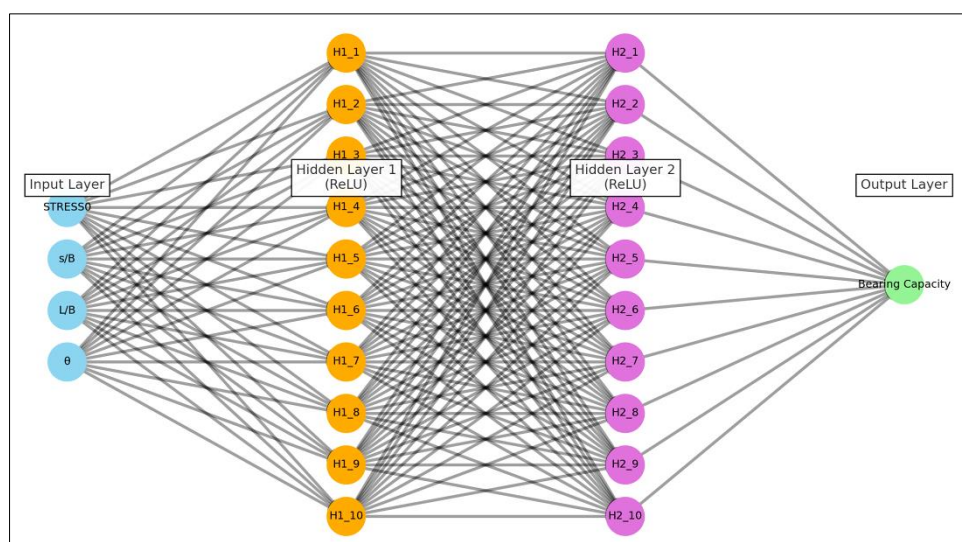 H1_1
H2_1
H1_2
H2_2
H1_3
H2_3
Input Layer
Hidden Layer 1
(ReLU)
Hidden Layer 2
(ReLU)
Output Layer
STRESS0
H1_4
H2_4
s/B
H1_5
H2_5
Bearing Capacity
L/B
H1_6
H2_6
θ
H1_7
H2_7
H1_8
H2_8
H1_9
H2_9
H1_10
H2_10